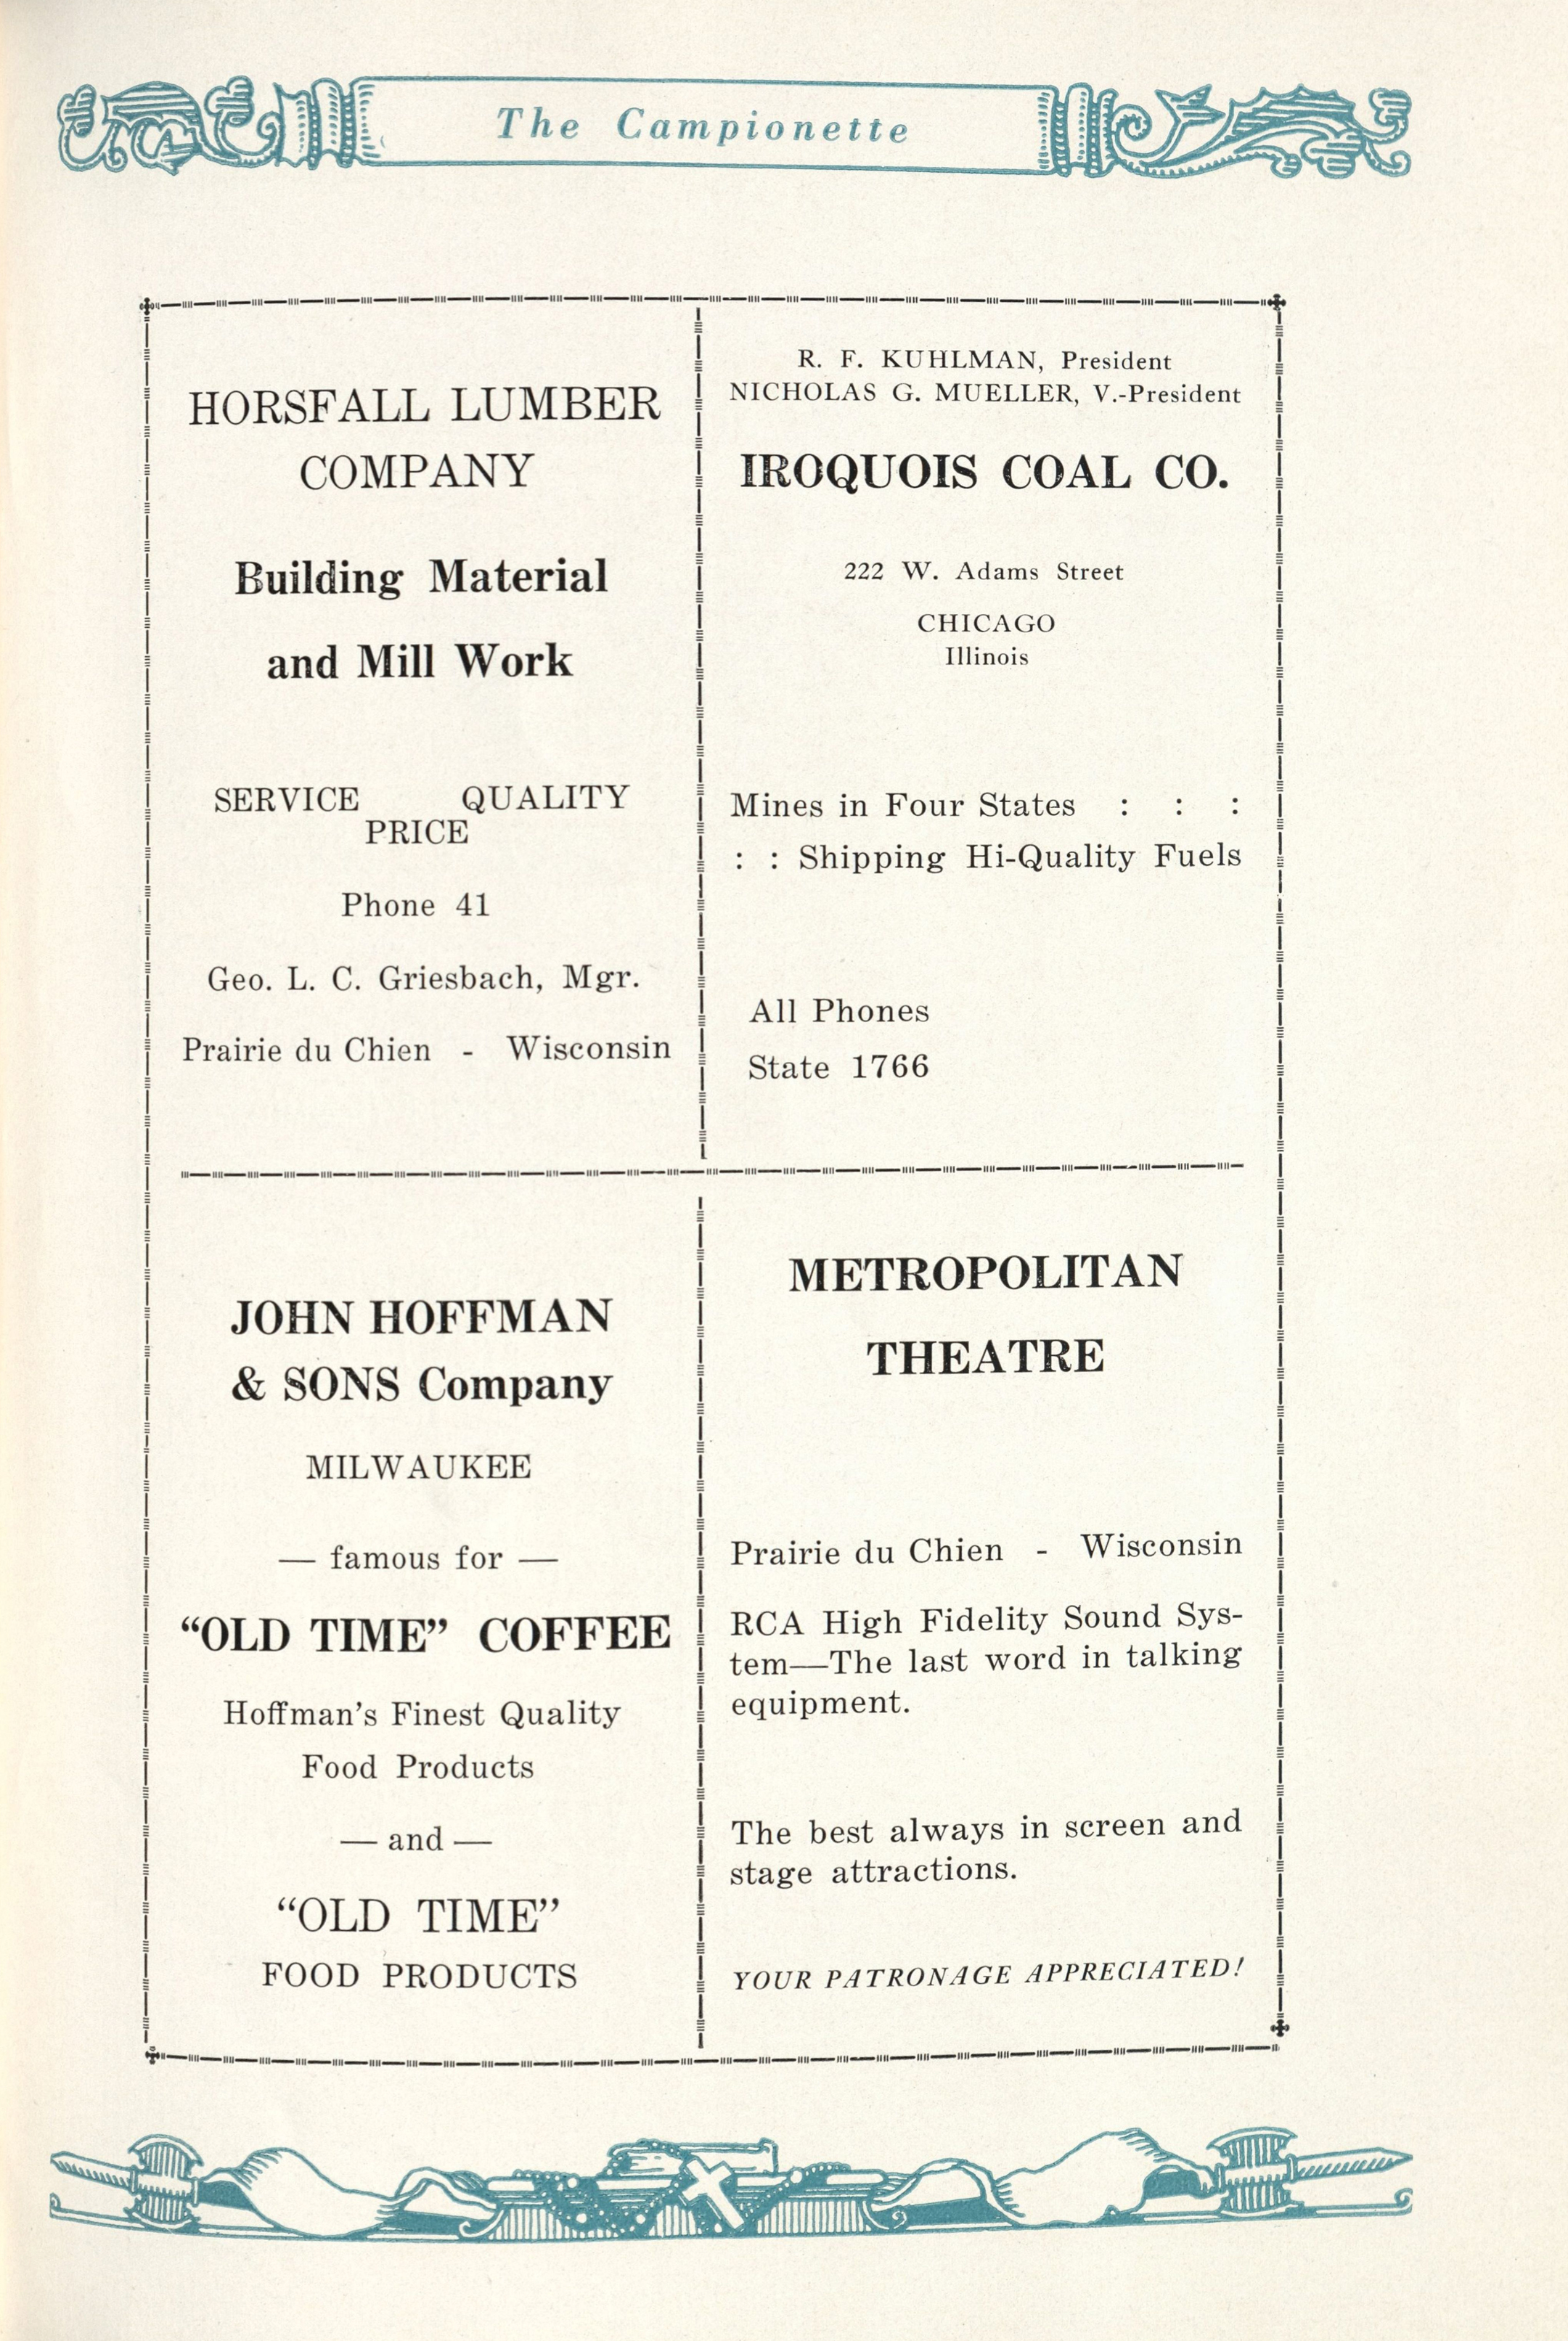 The Campionette
HORSFALL LUMBER
COMPANY
Building Material
and Mill Work
SERVICE QUALITY
PRICE
Phone 41
Geo. L. C. Griesbach, Mgr.
Prairie du Chien - Wisconsin
R. F. KUHLMAN, President
NICHOLAS G. MUELLER, V.-President
IROQUOIS COAL CO.
222 W. Adams Street
CHICAGO
Illinois
Mines in Four States : : :
: : Shipping Hi-Quality Fuels
All Phones
State 1766
JOHN HOFFMAN
& SONS Company
MILWAUKEE
— famous for —
“OLD TIME” COFFEE
Hoffman's Finest Quality
Food Products
— and —
“OLD TIME”
FOOD PRODUCTS
METROPOLITAN
THEATRE
Prairie du Chien - Wisconsin
RCA High Fidelity Sound Sys-
tem—The last word in talking
equipment.
The best always in screen and
stage attractions.
YOUR PATRONAGE APPRECIATED!